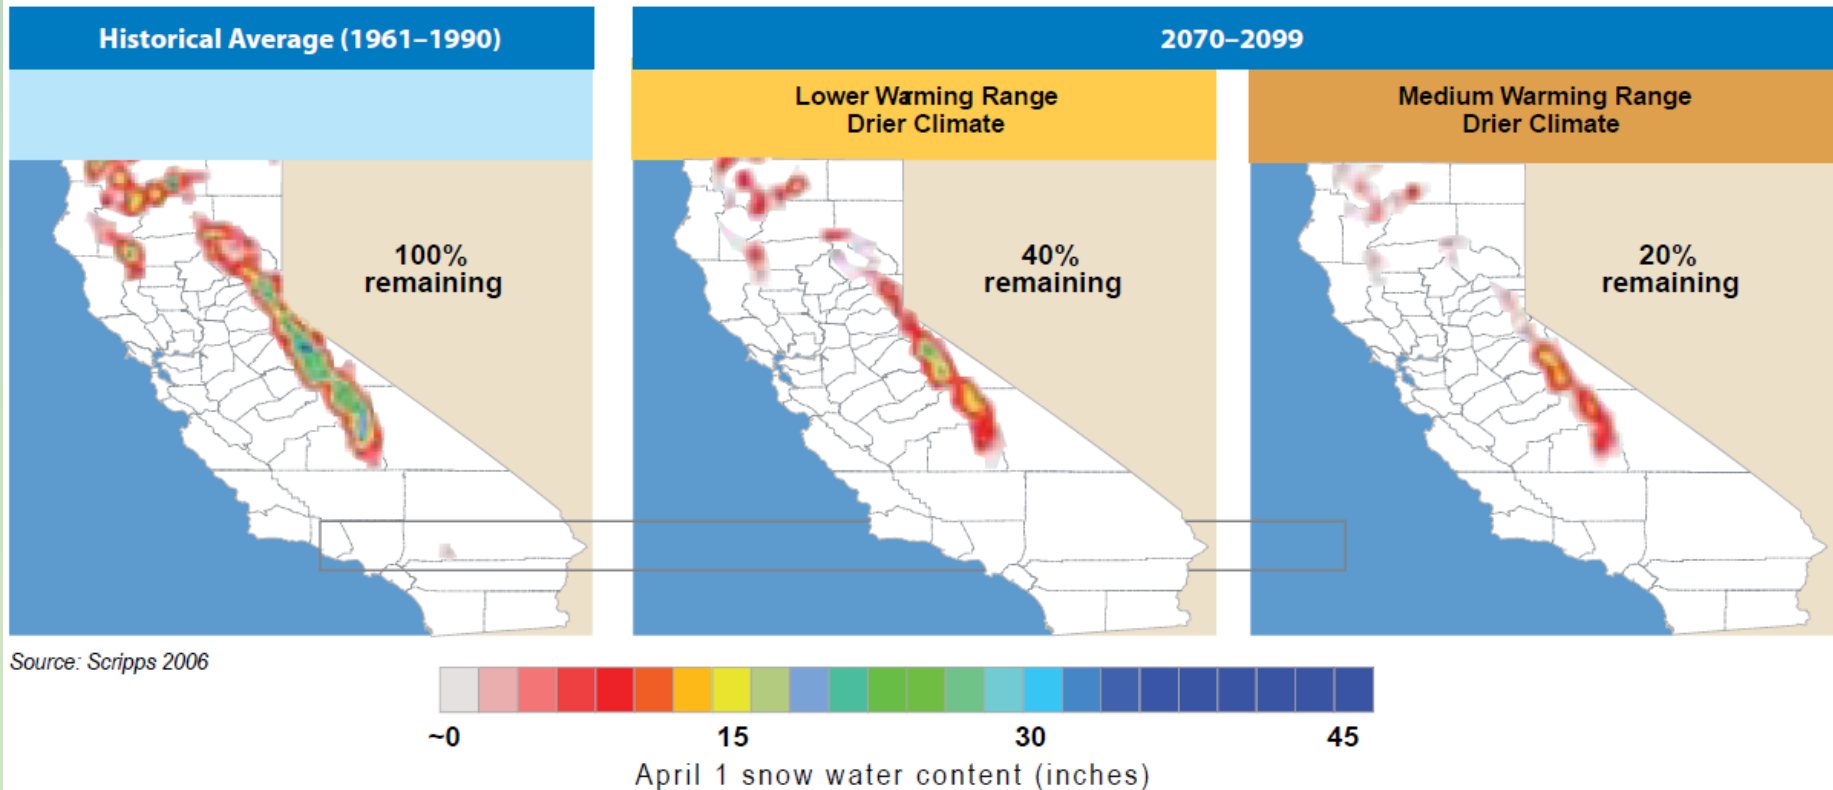 Historical Average (1961–1990)
2070–2099
Lower Warming Range
Drier Climate
Medium Warming Range
Drier Climate
100%
remaining
40%
remaining
20%
remaining
Source: Scripps 2006
~0
15
30
45
April 1 snow water content (inches)